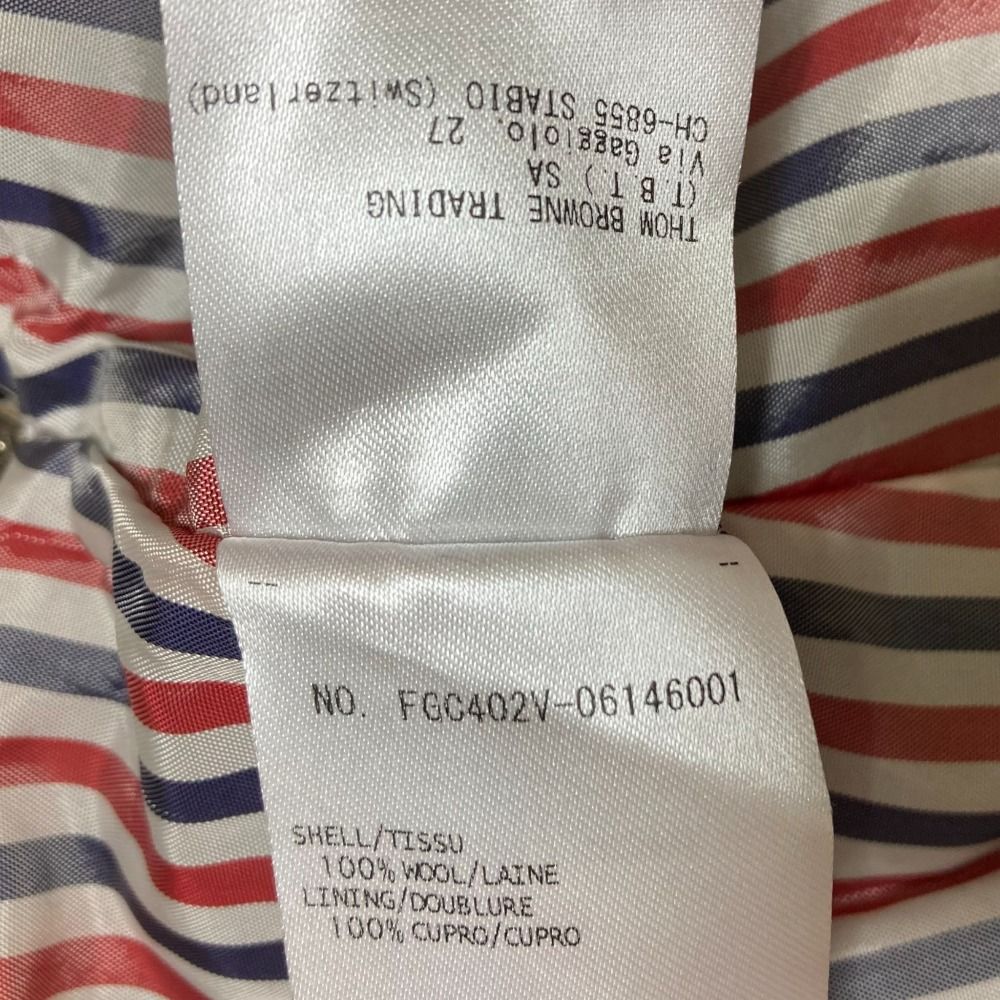 THOM BROWNE TRADING
(T.B.T.) SA
Via Gaggiolo, 27
CH-6855 STABIO (Switzerland)
NO. FGC402V-06146001
SHELL/TISSU
100% WOOL/LAINE
LINING/DOUBLURE
100% CUPRO/CUPRO